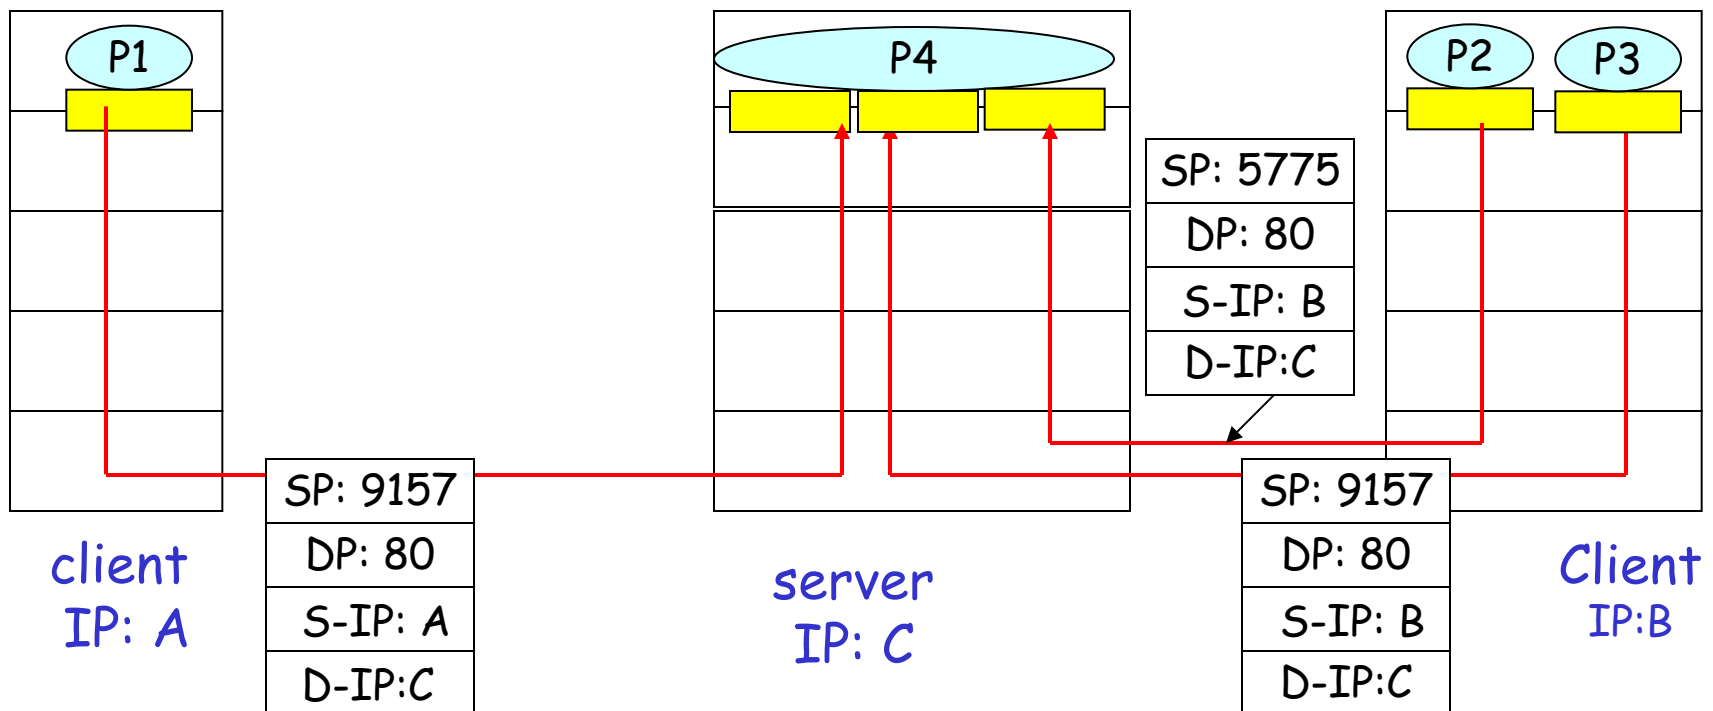 P1
P4
P2
P3
SP: 5775
DP: 80
S-IP: B
D-IP:C
SP: 9157
DP: 80
S-IP: A
D-IP:C
SP: 9157
DP: 80
S-IP: B
D-IP:C
client
IP: A
server
IP: C
Client
IP:B